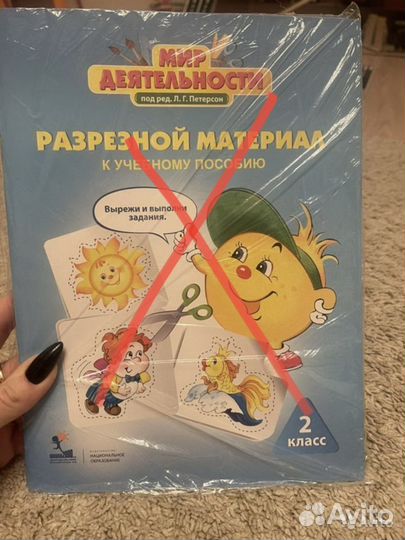 МИР
ДЕЯТЕЛЬНОСТИ
под ред. Л. Г. Петерсон
РАЗРЕЗНОЙ МАТЕРИАЛ
К УЧЕБНОМУ ПОСОБИЮ
Вырежи и выполни
задания.
2
класс
НАЦИОНАЛЬНОЕ
ОБРАЗОВАНИЕ
Avito